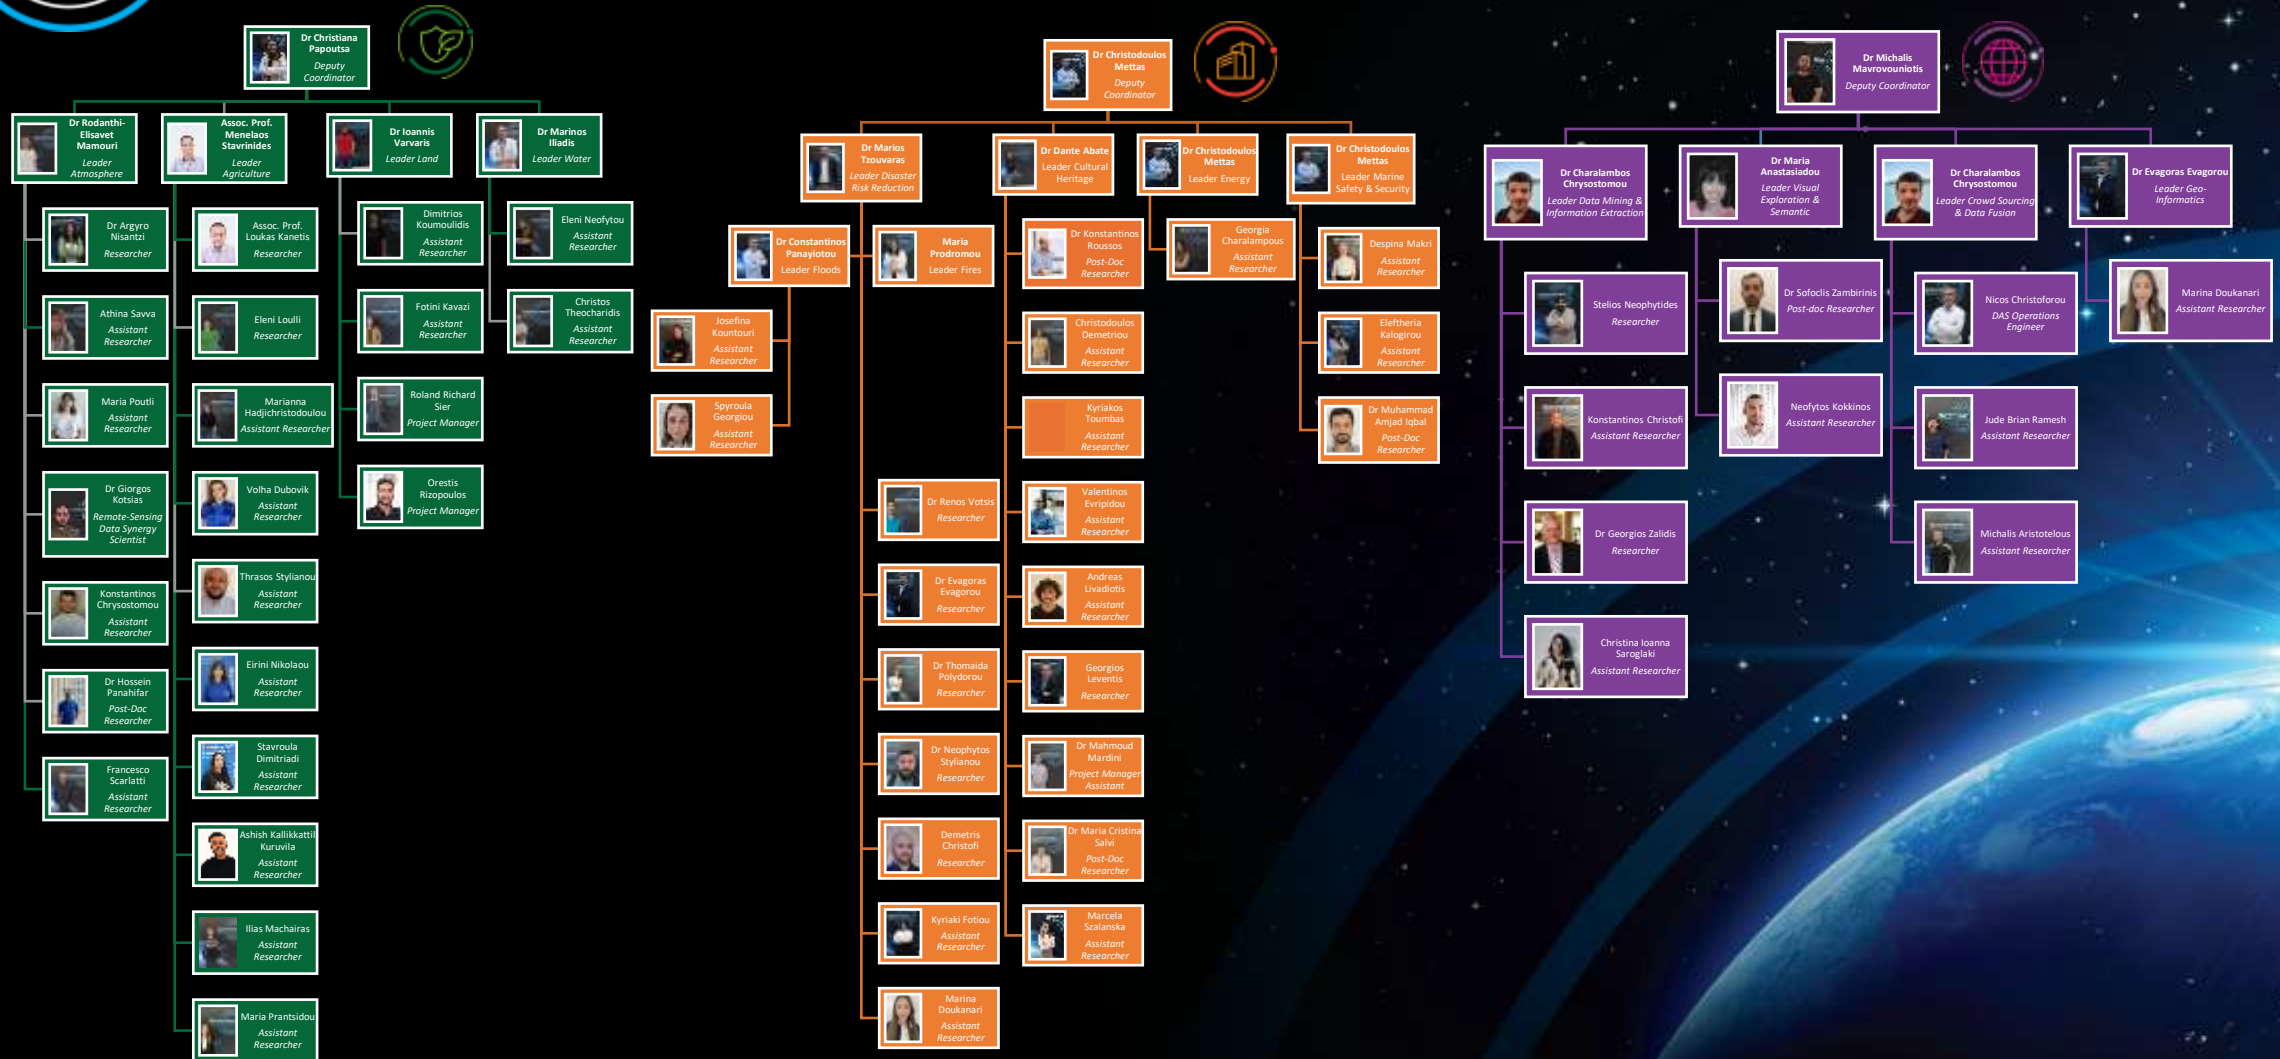 Dr Christiana
Papoutsa
Deputy
Coordinator
Dr Rodanthi-
Elisavet
Mamouri
Leader
Atmosphere
Assoc. Prof.
Menelaos
Stavrinides
Leader
Agriculture
Dr Ioannis
Varvaris
Leader Land
Dr Marinos
Iliadis
Leader Water
Dr Argyro
Nisantzi
Researcher
Athina Savva
Assistant
Researcher
Maria Poutli
Assistant
Researcher
Dr Giorgos
Kotsias
Remote-Sensing
Data Synergy
Scientist
Konstantinos
Chrysostomou
Assistant
Researcher
Dr Hossein
Panahifar
Post-Doc
Researcher
Francesco
Scarlatti
Assistant
Researcher
Assoc. Prof.
Loukas Kanetis
Researcher
Eleni Loulli
Researcher
Marianna
Hadjichristodoulou
Assistant Researcher
Volha Dubovik
Assistant
Researcher
Thrasos Stylianou
Assistant
Researcher
Eirini Nikolaou
Assistant
Researcher
Stavroula
Dimitriadi
Assistant
Researcher
Ashish Kallikkattil
Kuruvila
Assistant
Researcher
Ilias Machairas
Assistant
Researcher
Maria Prantsidou
Assistant
Researcher
Dimitrios
Koumoulidis
Assistant
Researcher
Fotini Kavazi
Assistant
Researcher
Roland Richard
Sier
Project Manager
Orestis
Rizopoulos
Project Manager
Eleni Neofytou
Assistant
Researcher
Christos
Theocharidis
Assistant
Researcher
Dr Christodoulos
Mettas
Deputy
Coordinator
Dr Marios
Tzouvaras
Leader Disaster
Risk Reduction
Dr Dante Abate
Leader Cultural
Heritage
Dr Christodoulos
Mettas
Leader Energy
Dr Christodoulos
Mettas
Leader Marine
Safety & Security
Dr Constantinos
Panayiotou
Leader Floods
Maria
Prodromou
Leader Fires
Josefina
Kountouri
Assistant
Researcher
Spyroula
Georgiou
Assistant
Researcher
Dr Renos Votsis
Researcher
Dr Evagoras
Evagorou
Researcher
Dr Thomaida
Polydorou
Researcher
Dr Neophytos
Stylianou
Researcher
Demetris
Christofi
Researcher
Kyriaki Fotiou
Assistant
Researcher
Marina
Doukanari
Assistant
Researcher
Dr Konstantinos
Roussos
Post-Doc
Researcher
Christodoulos
Demetriou
Assistant
Researcher
Kyriakos
Toumbas
Assistant
Researcher
Valentinos
Evripidou
Assistant
Researcher
Andreas
Livadiotis
Assistant
Researcher
Georgios
Leventis
Researcher
Dr Mahmoud
Mardini
Project Manager
Assistant
Dr Maria Cristina
Salvi
Post-Doc
Researcher
Marcela
Szalanska
Assistant
Researcher
Georgia
Charalampous
Assistant
Researcher
Despina Makri
Assistant
Researcher
Eleftheria
Kalogirou
Assistant
Researcher
Dr Muhammad
Amjad Iqbal
Post-Doc
Researcher
Dr Michalis
Mavrovouniotis
Deputy Coordinator
Dr Charalambos
Chrysostomou
Leader Data Mining &
Information Extraction
Dr Maria
Anastasiadou
Leader Visual
Exploration &
Semantic
Dr Charalambos
Chrysostomou
Leader Crowd Sourcing
& Data Fusion
Dr Evagoras Evagorou
Leader Geo-
Informatics
Stelios Neophytides
Researcher
Konstantinos Christofi
Assistant Researcher
Dr Georgios Zalidis
Researcher
Christina Ioanna
Saroglaki
Assistant Researcher
Dr Sofoclis Zambirinis
Post-doc Researcher
Neofytos Kokkinos
Assistant Researcher
Nicos Christoforou
DAS Operations
Engineer
Jude Brian Ramesh
Assistant Researcher
Michalis Aristotelous
Assistant Researcher
Marina Doukanari
Assistant Researcher